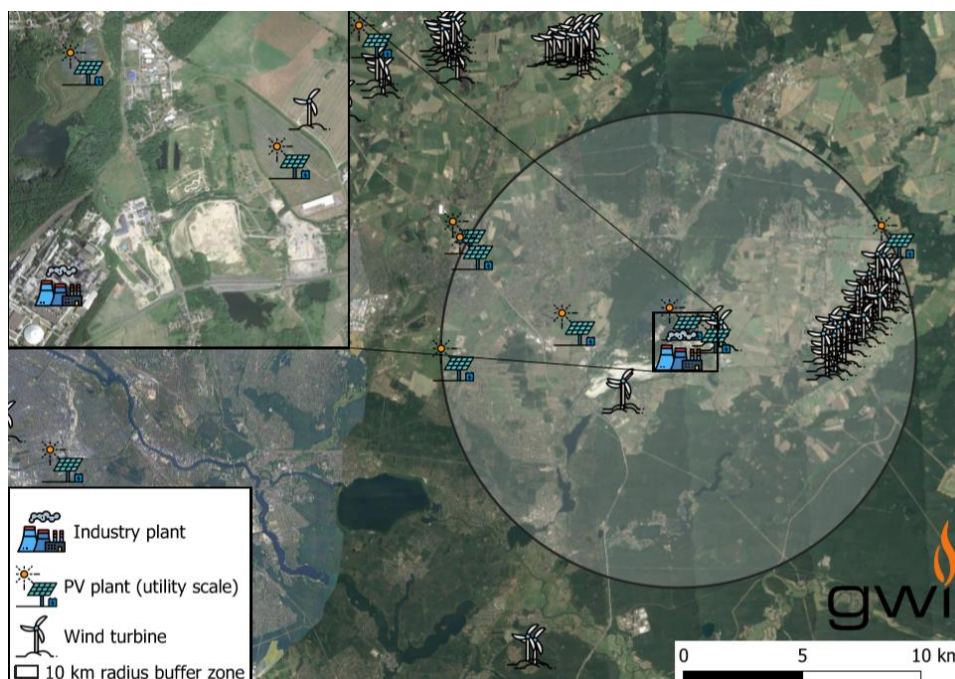 Industry plant
PV plant (utility scale)
Wind turbine
10 km radius buffer zone
gwi
0 5 10 km